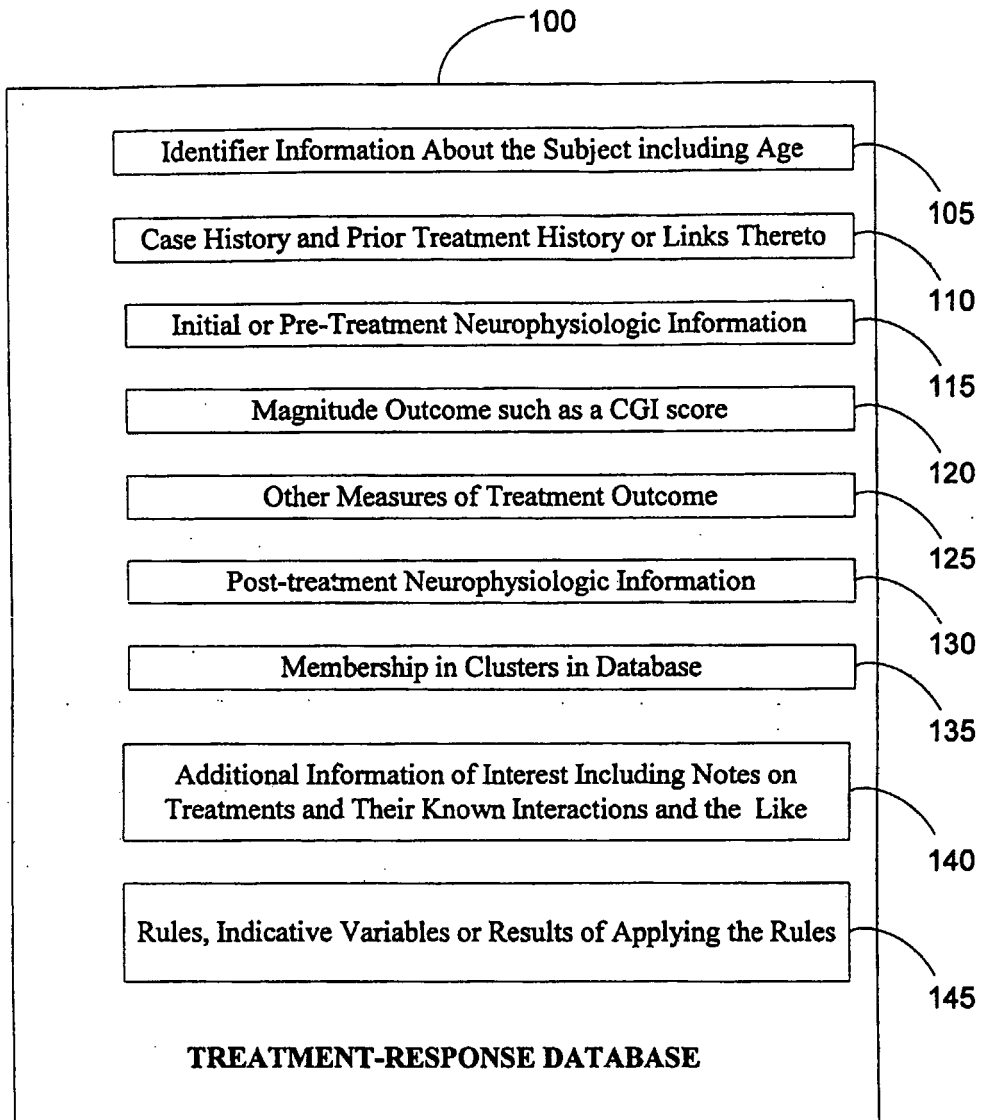 100
Identifier Information About the Subject including Age
105
Case History and Prior Treatment History or Links Thereto
110
Initial or Pre-Treatment Neurophysiologic Information
115
Magnitude Outcome such as a CGI score
120
Other Measures of Treatment Outcome
125
Post-treatment Neurophysiologic Information
130
Membership in Clusters in Database
135
Additional Information of Interest Including Notes on
Treatments and Their Known Interactions and the Like
140
Rules, Indicative Variables or Results of Applying the Rules
145
TREATMENT-RESPONSE DATABASE